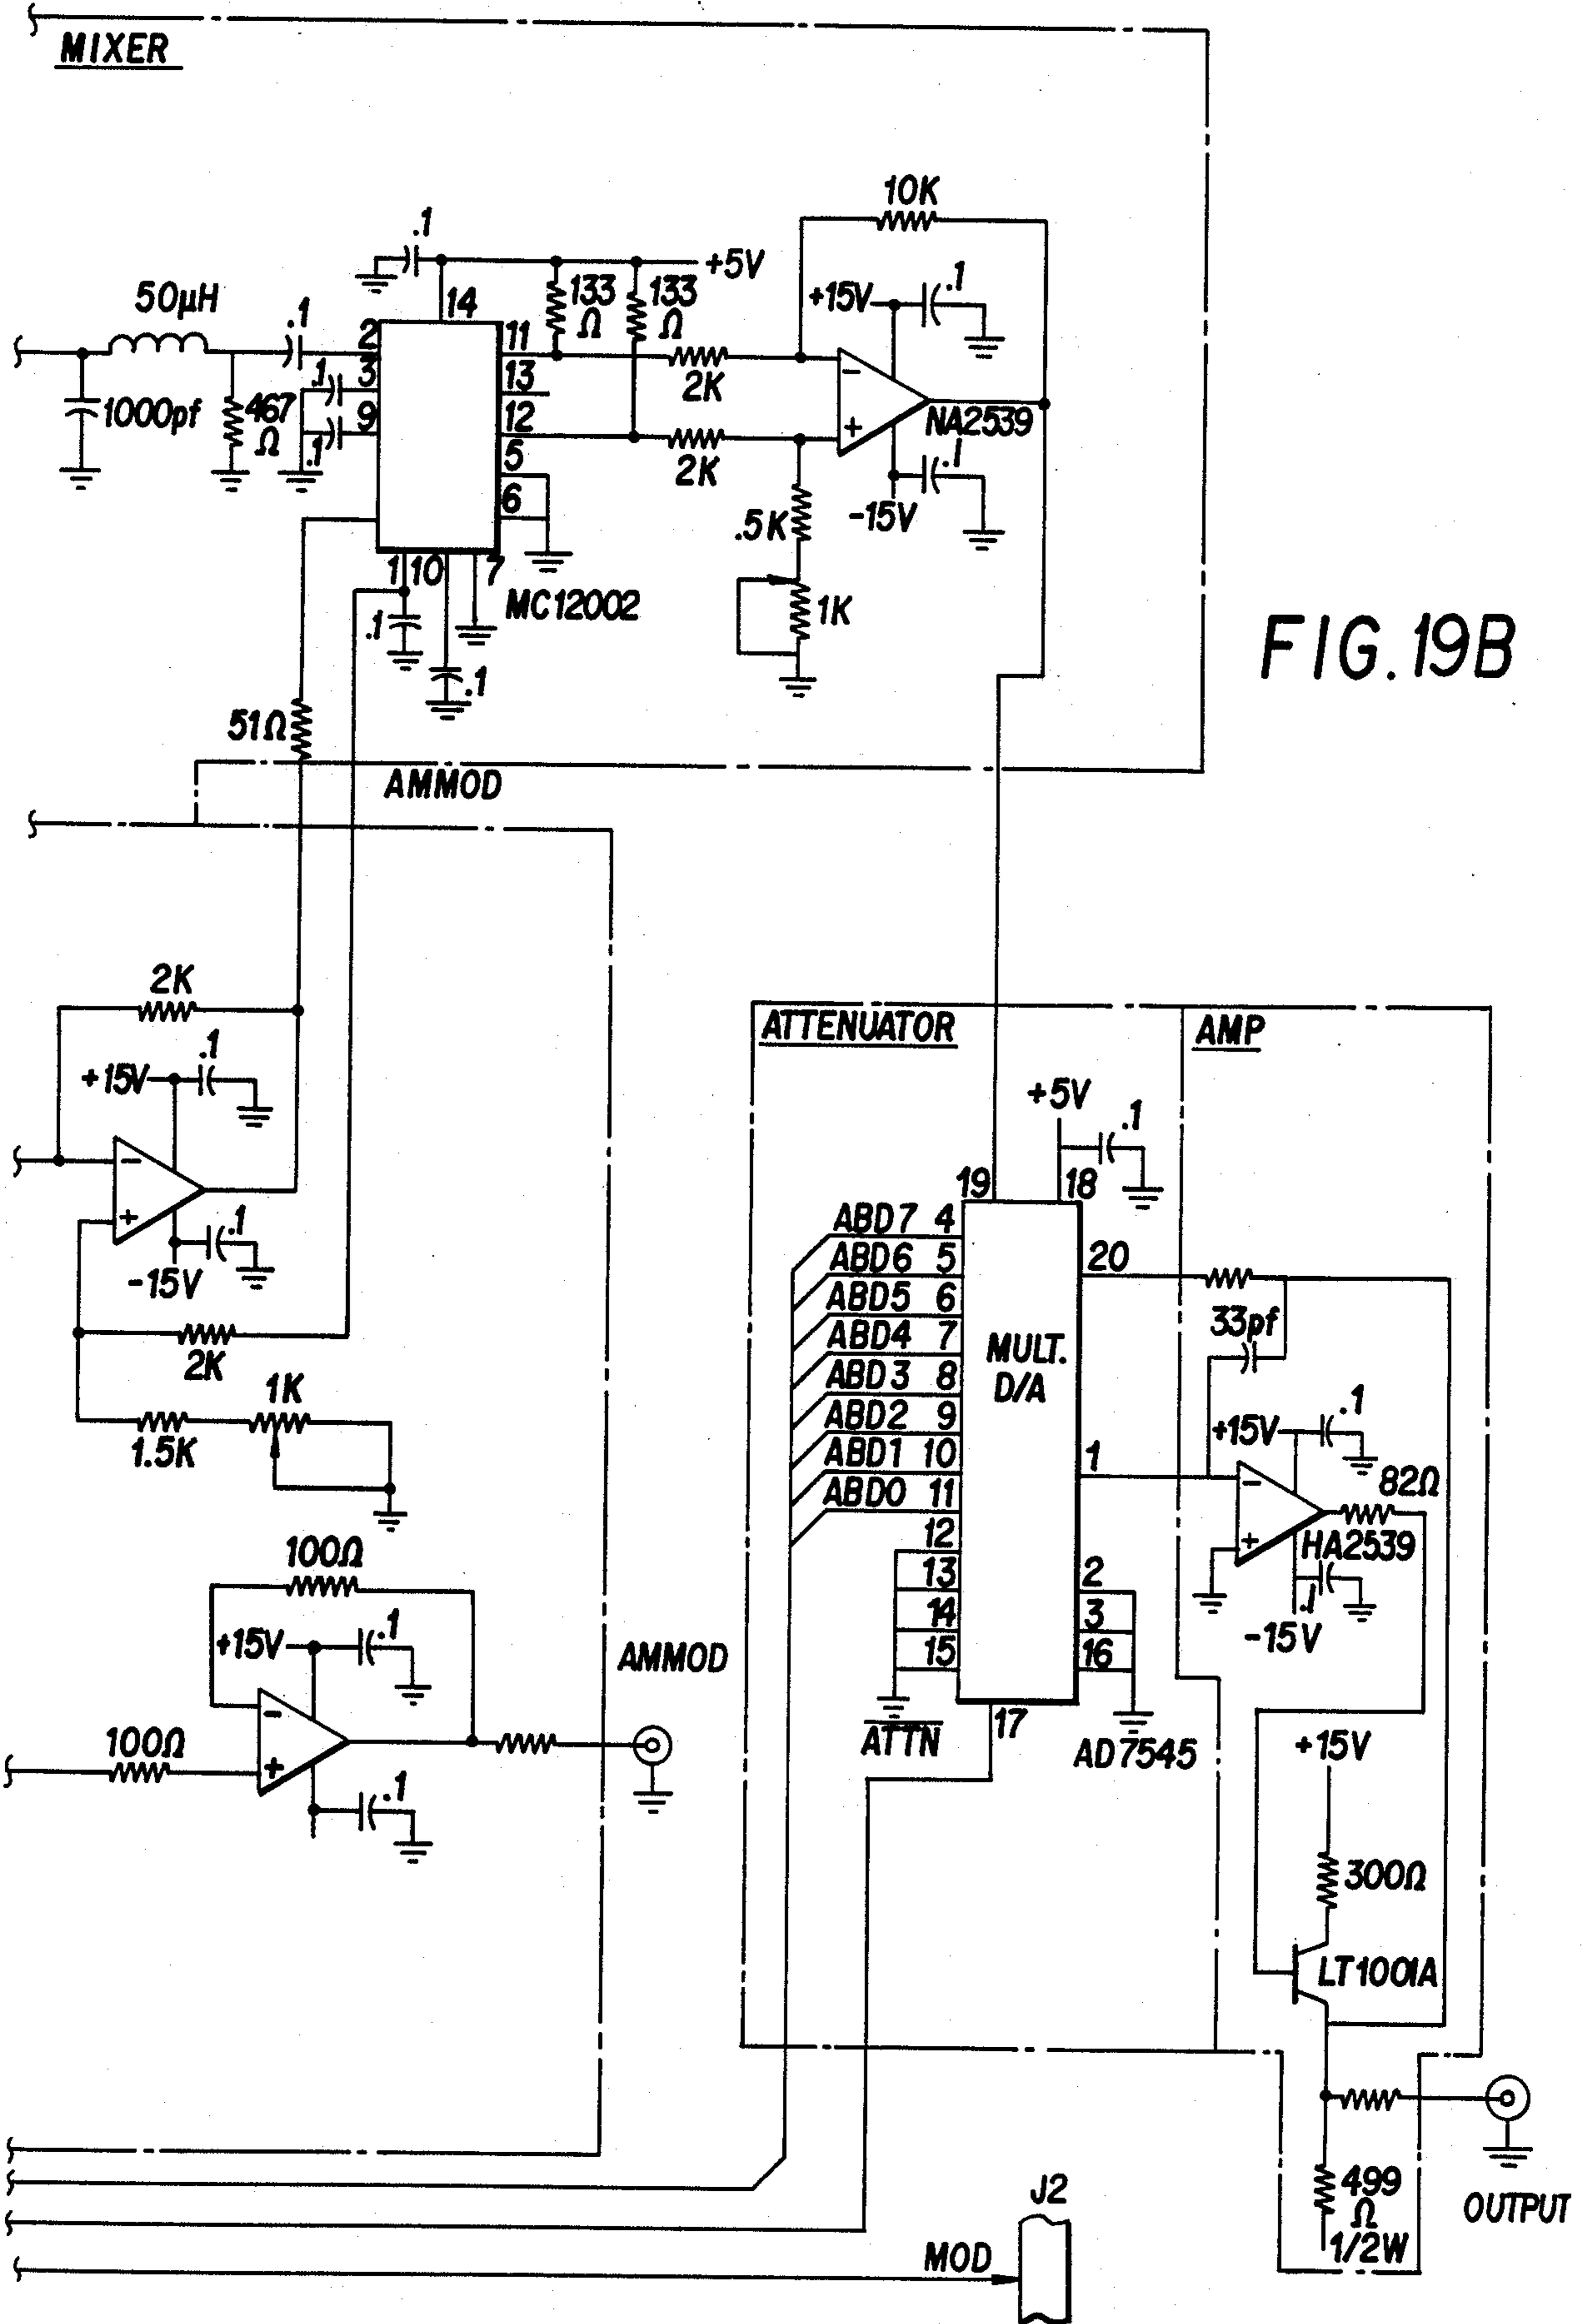 MIXER
10K
.1
+5V
50µH
.1
14
133
Ω
133
Ω
+15V
.1
2
11
.1
3
13
2K
1000pf
467
Ω
9
12
NA2539
.1
5
2K
.1
6
.5K
-15V
1
10
7
MC12002
1K
.1
.1
FIG. 19B
51Ω
AMMOD
2K
ATTENUATOR
AMP
.1
+15V
+5V
.1
19
18
ABD7 4
.1
ABD6 5
20
-15V
ABD5 6
33pf
ABD4 7
MULT.
D/A
2K
ABD3 8
1K
ABD2 9
.1
+15V
1.5K
ABD1 10
1
82Ω
ABD0 11
12
HA2539
100Ω
13
2
.1
14
3
-15V
+15V
.1
AMMOD
15
16
100Ω
ATTN
17
AD7545
+15V
.1
300Ω
LT1001A
J2
499
Ω
1/2W
OUTPUT
MOD